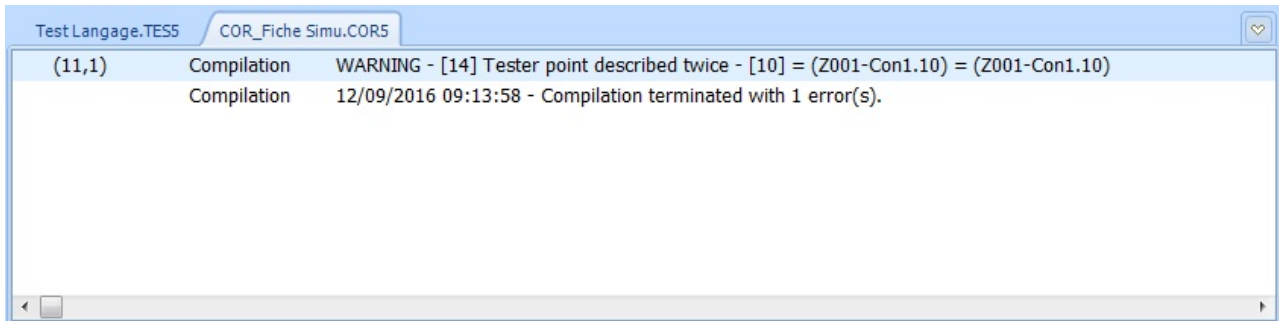 Test Langage.TES5 COR_Fiche Simu.COR5
(11,1) Compilation WARNING - [14] Tester point described twice - [10] = (Z001-Con1.10) = (Z001-Con1.10)
Compilation 12/09/2016 09:13:58 - Compilation terminated with 1 error(s).